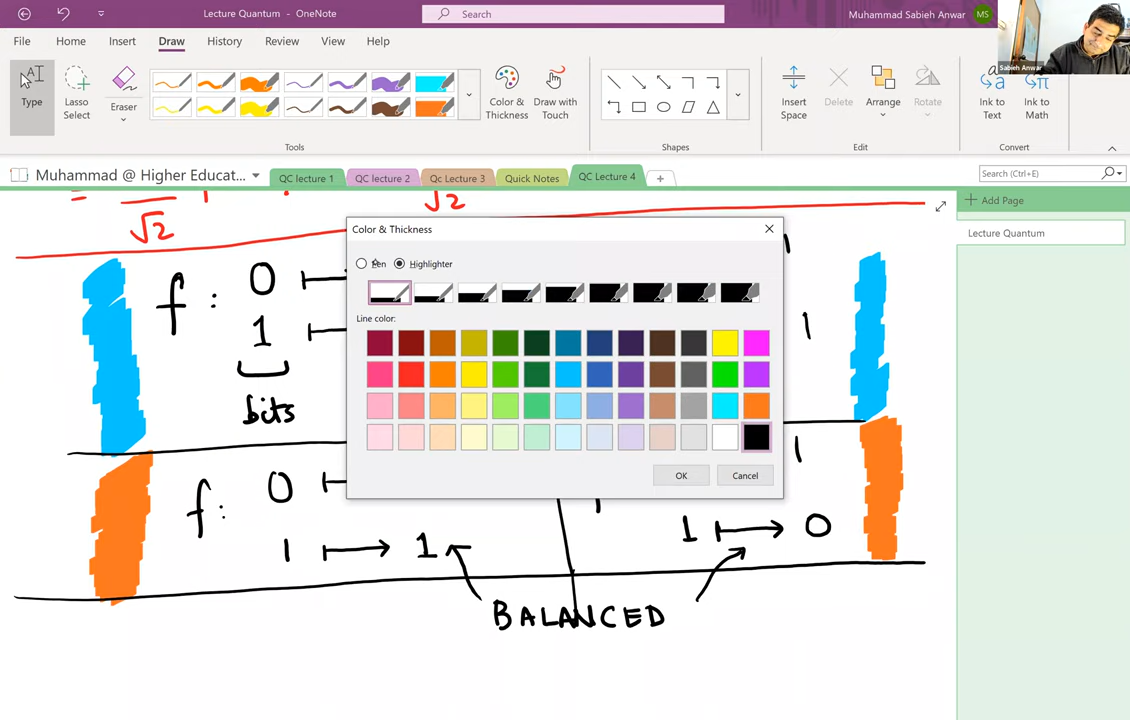 Lecture Quantum - OneNote
Search
Muhammad Sabieh Anwar
MS
Sabieh Anwar
File Home Insert Draw History Review View Help
Type
Lasso Select
Eraser
Color & Thickness
Draw with Touch
Insert Space
Delete
Arrange
Rotate
Ink to Text
Ink to Math
Tools
Shapes
Edit
Convert
Muhammad @ Higher Educat...
QC lecture 1
QC lecture 2
Qc Lecture 3
Quick Notes
QC Lecture 4
Search (Ctrl+E)
Add Page
Lecture Quantum
√2
√2
Color & Thickness
Pen
Highlighter
Line color:
OK
Cancel
f: 0 ↦
1 ↦
1
bits
f: 0 ↦
1
1 ↦ 1
1 ↦ 0
BALANCED